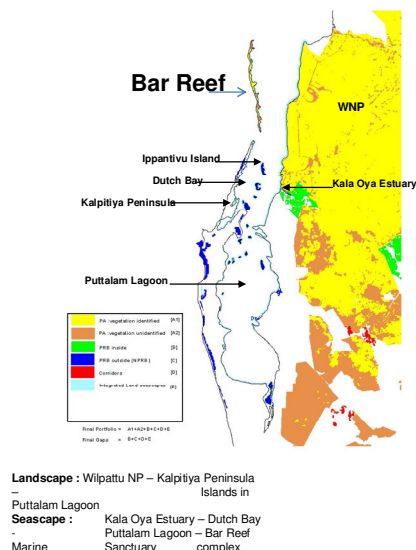 Bar Reef
WNP
Ippantivu Island
Dutch Bay
Kala Oya Estuary
Kalpitiya Peninsula
Puttalam Lagoon
PA :vegetation identified [A1]
PA :vegetation unidentified [A2]
PRB inside [B]
PRB outside (NPRB) [C]
Corridors [D]
Integrated Land seascapes
Final Portfolio = A1+A2+B+C+D+E
Final Gaps = B+C+D+E
Landscape : Wilpattu NP – Kalpitiya Peninsula
– Islands in
Puttalam Lagoon
Seascape : Kala Oya Estuary – Dutch Bay
- Puttalam Lagoon – Bar Reef
Marine Sanctuary complex